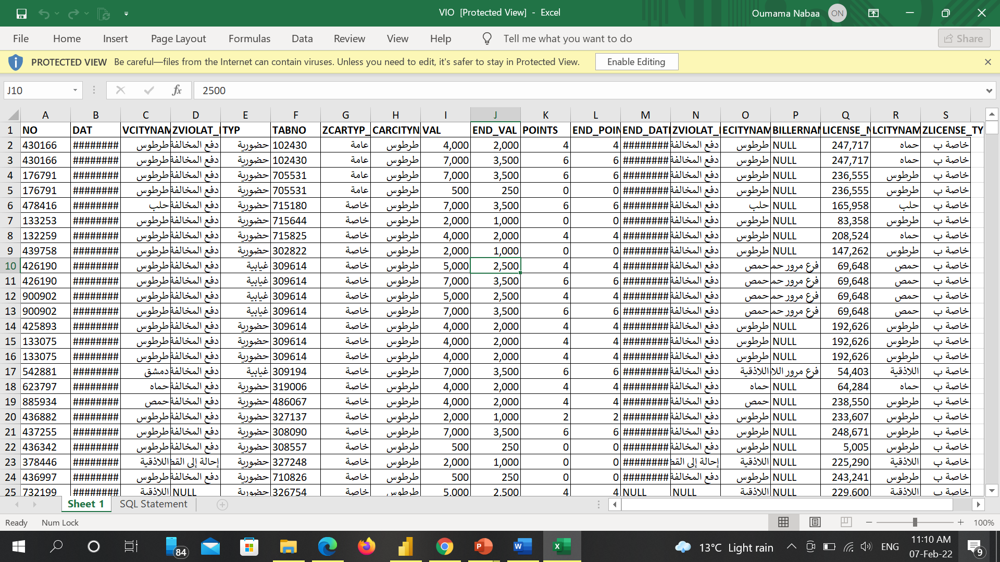 VIO [Protected View] - Excel
Oumama Nabaa ON
File Home Insert Page Layout Formulas Data Review View Help Tell me what you want to do Share
PROTECTED VIEW Be careful—files from the Internet can contain viruses. Unless you need to edit, it's safer to stay in Protected View. Enable Editing
J10 fx 2500
A B C D E F G H I J K L M N O P Q R S
1 NO DAT VCITYNAM ZVIOLAT_ TYP TABNO ZCARTYP_ CARCITYN VAL END_VAL POINTS END_POIN END_DATE ZVIOLAT_ ECITYNAM BILLERNAM LICENSE_N LCITYNAM ZLICENSE_TY
2 430166 ######## طرطوس دفع المخالفة حضورية 102430 عامة طرطوس 4,000 2,000 4 4 ######## دفع المخالفة طرطوس NULL 247,717 حماه خاصة ب
3 430166 ######## طرطوس دفع المخالفة حضورية 102430 عامة طرطوس 7,000 3,500 6 6 ######## دفع المخالفة طرطوس NULL 247,717 حماه خاصة ب
4 176791 ######## طرطوس دفع المخالفة حضورية 705531 عامة طرطوس 7,000 3,500 6 6 ######## دفع المخالفة طرطوس NULL 236,555 طرطوس خاصة ب
5 176791 ######## طرطوس دفع المخالفة حضورية 705531 عامة طرطوس 500 250 0 0 ######## دفع المخالفة طرطوس NULL 236,555 طرطوس خاصة ب
6 478416 ######## حلب دفع المخالفة حضورية 715180 خاصة طرطوس 7,000 3,500 6 6 ######## دفع المخالفة حلب NULL 165,958 حلب خاصة ب
7 133253 ######## طرطوس دفع المخالفة حضورية 715644 خاصة طرطوس 2,000 1,000 0 0 ######## دفع المخالفة طرطوس NULL 83,358 طرطوس خاصة ب
8 132259 ######## طرطوس دفع المخالفة حضورية 715825 خاصة طرطوس 4,000 2,000 4 4 ######## دفع المخالفة طرطوس NULL 208,524 حماه خاصة ب
9 439758 ######## طرطوس دفع المخالفة حضورية 302822 خاصة طرطوس 2,000 1,000 0 0 ######## دفع المخالفة طرطوس NULL 147,262 طرطوس خاصة ب
10 426190 ######## طرطوس دفع المخالفة غيابية 309614 خاصة طرطوس 5,000 2,500 4 4 ######## دفع المخالفة حمص فرع مرور حم 69,648 حمص خاصة ب
11 426190 ######## طرطوس دفع المخالفة غيابية 309614 خاصة طرطوس 7,000 3,500 6 6 ######## دفع المخالفة حمص فرع مرور حم 69,648 حمص خاصة ب
12 900902 ######## طرطوس دفع المخالفة غيابية 309614 خاصة طرطوس 5,000 2,500 4 4 ######## دفع المخالفة حمص فرع مرور حم 69,648 حمص خاصة ب
13 900902 ######## طرطوس دفع المخالفة غيابية 309614 خاصة طرطوس 7,000 3,500 6 6 ######## دفع المخالفة حمص فرع مرور حم 69,648 حمص خاصة ب
14 425893 ######## طرطوس دفع المخالفة حضورية 309614 خاصة طرطوس 4,000 2,000 4 4 ######## دفع المخالفة طرطوس NULL 192,626 طرطوس خاصة ب
15 133075 ######## طرطوس دفع المخالفة حضورية 309614 خاصة طرطوس 4,000 2,000 4 4 ######## دفع المخالفة طرطوس NULL 192,626 طرطوس خاصة ب
16 133075 ######## طرطوس دفع المخالفة حضورية 309614 خاصة طرطوس 4,000 2,000 4 4 ######## دفع المخالفة طرطوس NULL 192,626 طرطوس خاصة ب
17 542881 ######## دمشق دفع المخالفة غيابية 309194 خاصة طرطوس 7,000 3,500 6 6 ######## دفع المخالفة اللاذقية فرع مرور اللا 54,403 اللاذقية خاصة ب
18 623797 ######## حماه دفع المخالفة حضورية 319006 خاصة طرطوس 4,000 2,000 4 4 ######## دفع المخالفة حماه NULL 64,284 حماه خاصة ب
19 885934 ######## حمص دفع المخالفة حضورية 486067 خاصة طرطوس 4,000 2,000 4 4 ######## دفع المخالفة حمص NULL 238,550 طرطوس خاصة ب
20 436882 ######## طرطوس دفع المخالفة حضورية 327137 خاصة طرطوس 2,000 1,000 2 2 ######## دفع المخالفة طرطوس NULL 233,607 طرطوس خاصة ب
21 437255 ######## طرطوس دفع المخالفة حضورية 308090 خاصة طرطوس 7,000 3,500 6 6 ######## دفع المخالفة طرطوس NULL 248,671 طرطوس خاصة ب
22 436342 ######## طرطوس دفع المخالفة حضورية 308557 خاصة طرطوس 500 250 0 0 ######## دفع المخالفة طرطوس NULL 5,005 طرطوس خاصة ب
23 378446 ######## اللاذقية إحالة إلى القض حضورية 327248 خاصة طرطوس 2,000 1,000 0 0 ######## إحالة إلى القض اللاذقية NULL 225,290 اللاذقية خاصة ب
24 436997 ######## طرطوس دفع المخالفة حضورية 710826 خاصة طرطوس 500 250 0 0 ######## دفع المخالفة طرطوس NULL 243,241 طرطوس خاصة ب
25 732199 ######## اللاذقية NULL حضورية 326754 خاصة طرطوس 5,000 2,500 4 4 NULL NULL اللاذقية NULL 229,600 اللاذقية خاصة ب
Sheet 1 SQL Statement
Ready Num Lock 100%
84 13°C Light rain ENG 11:10 AM
07-Feb-22 9